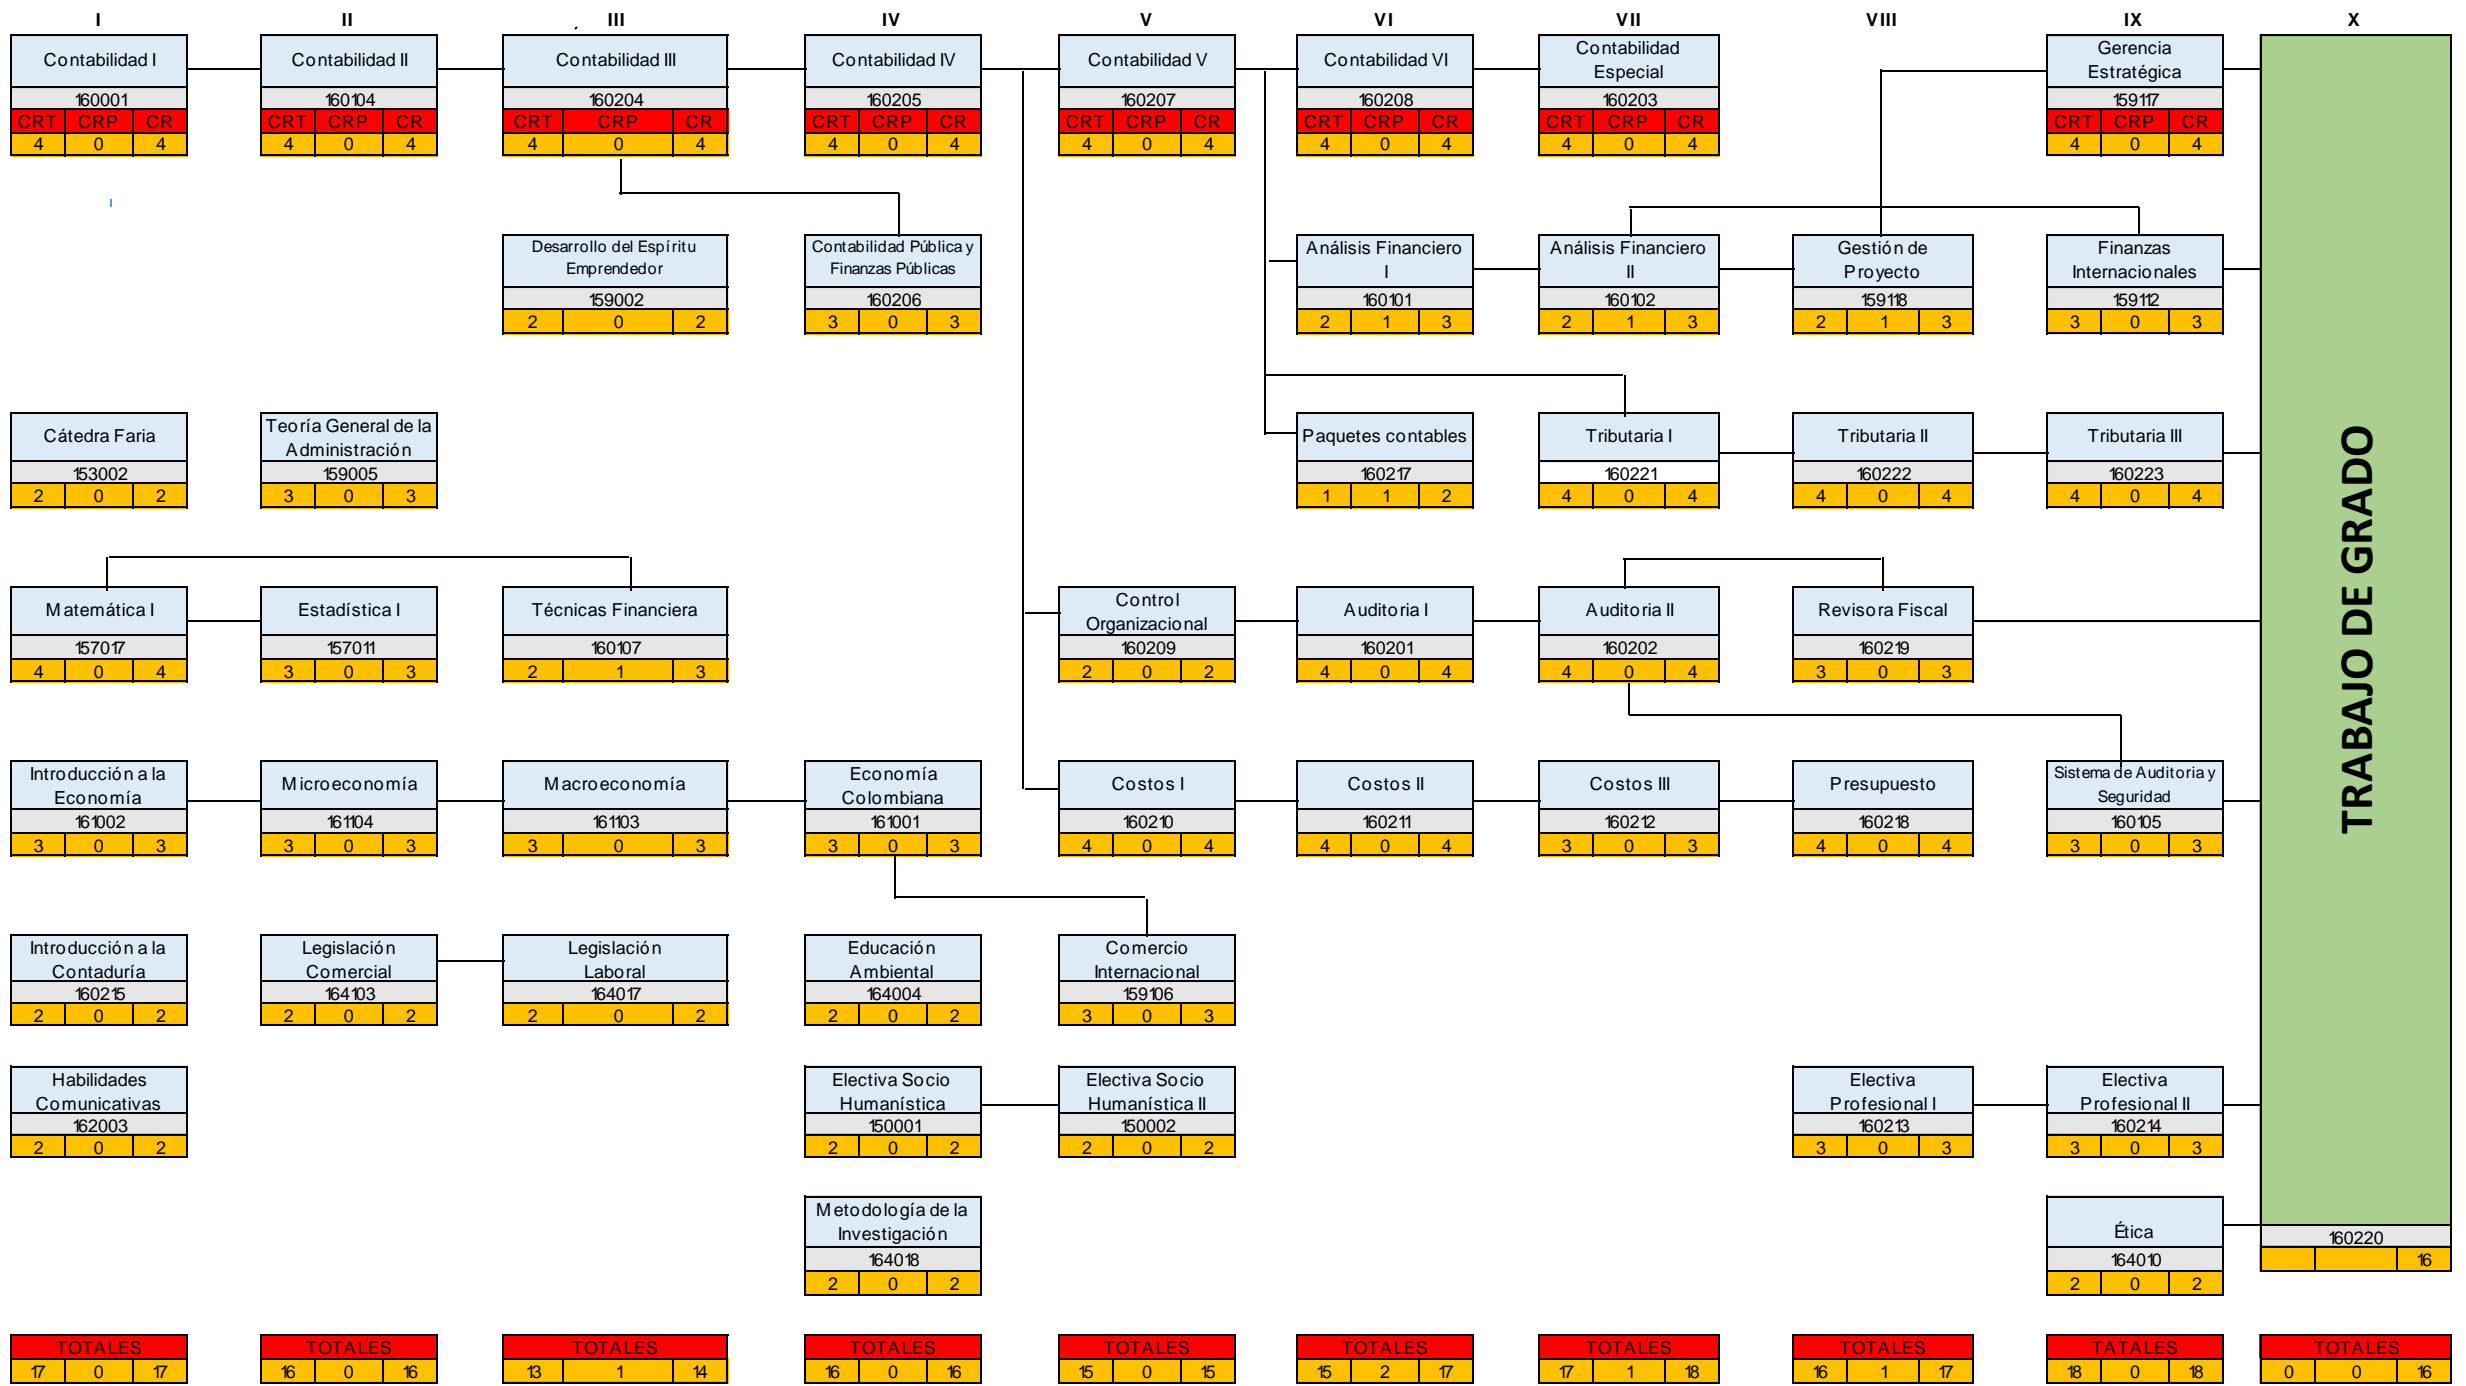 I II III IV V VI VII VIII IX X
Contabilidad I Contabilidad II Contabilidad III Contabilidad IV Contabilidad V Contabilidad VI Contabilidad Especial Gerencia Estratégica
160001 160104 160204 160205 160207 160208 160203 159117
CRT CRP CR CRT CRP CR CRT CRP CR CRT CRP CR CRT CRP CR CRT CRP CR CRT CRP CR CRT CRP CR
4 0 4 4 0 4 4 0 4 4 0 4 4 0 4 4 0 4 4 0 4 4 0 4
Desarrollo del Espíritu Emprendedor Contabilidad Pública y Finanzas Públicas Análisis Financiero I Análisis Financiero II Gestión de Proyecto Finanzas Internacionales
159002 160206 160101 160102 159118 159112
2 0 2 3 0 3 2 1 3 2 1 3 2 1 3 3 0 3
Cátedra Faria Teoría General de la Administración Paquetes contables Tributaria I Tributaria II Tributaria III
153002 159005 160217 160221 160222 160223
2 0 2 3 0 3 1 1 2 4 0 4 4 0 4 4 0 4
TRABAJO DE GRADO
Matemática I Estadística I Técnicas Financiera Control Organizacional Auditoria I Auditoria II Revisora Fiscal
157017 157011 160107 160209 160201 160202 160219
4 0 4 3 0 3 2 1 3 2 0 2 4 0 4 4 0 4 3 0 3
Introducción a la Economía Microeconomía Macroeconomía Economía Colombiana Costos I Costos II Costos III Presupuesto Sistema de Auditoria y Seguridad
161002 161104 161103 161001 160210 160211 160212 160218 160105
3 0 3 3 0 3 3 0 3 3 0 3 4 0 4 4 0 4 3 0 3 4 0 4 3 0 3
Introducción a la Contaduría Legislación Comercial Legislación Laboral Educación Ambiental Comercio Internacional
160215 164103 164017 164004 159106
2 0 2 2 0 2 2 0 2 2 0 2 3 0 3
Habilidades Comunicativas Electiva Socio Humanística Electiva Socio Humanística II Electiva Profesional I Electiva Profesional II
162003 150001 150002 160213 160214
2 0 2 2 0 2 2 0 2 3 0 3 3 0 3
Metodología de la Investigación Ética
160220
164018 164010
16
2 0 2 2 0 2
TOTALES TOTALES TOTALES TOTALES TOTALES TOTALES TOTALES TOTALES TATALES TOTALES
17 0 17 16 0 16 13 1 14 16 0 16 15 0 15 15 2 17 17 1 18 16 1 17 18 0 18 0 0 16